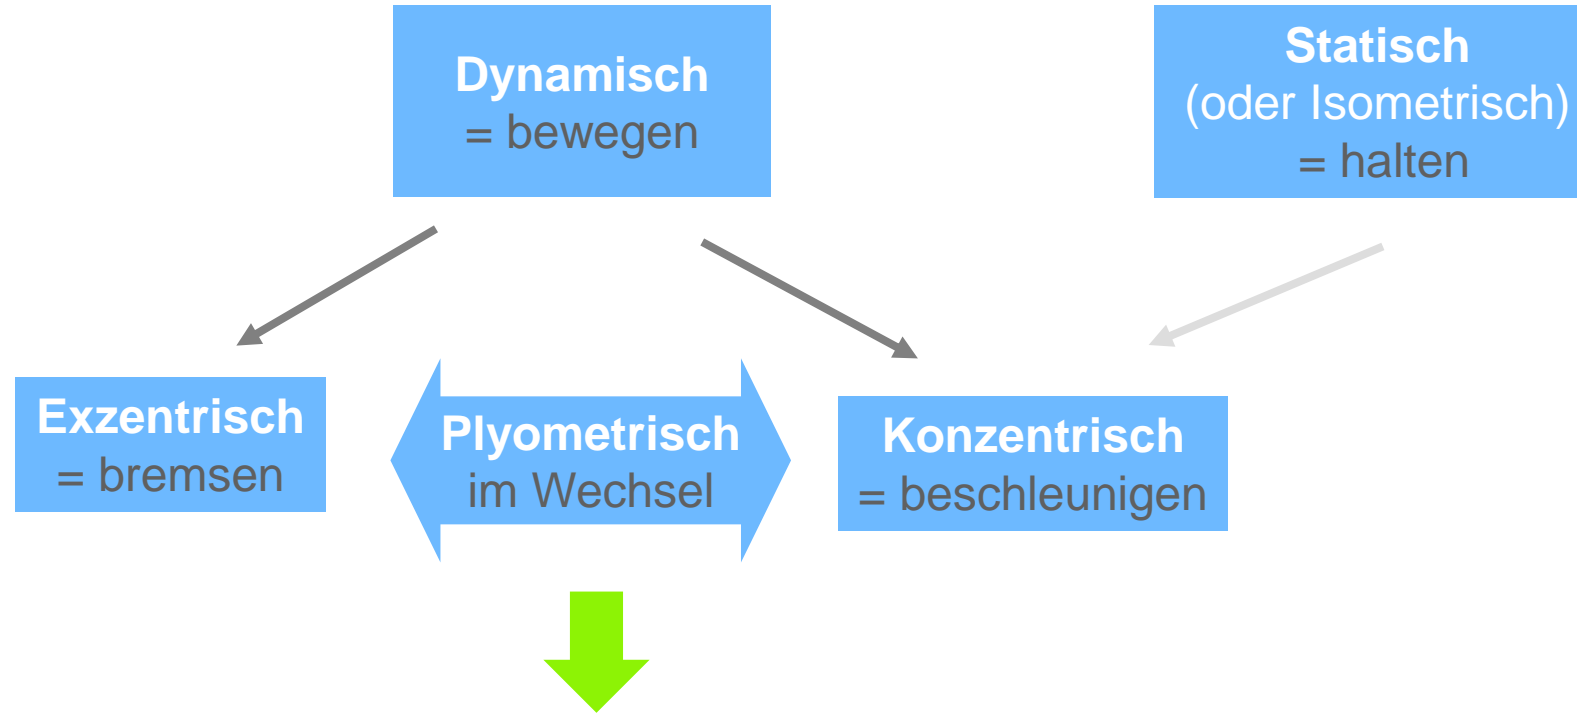 Dynamisch
= bewegen
Statisch
(oder Isometrisch)
= halten
Exzentrisch
= bremsen
Plyometrisch
im Wechsel
Konzentrisch
= beschleunigen